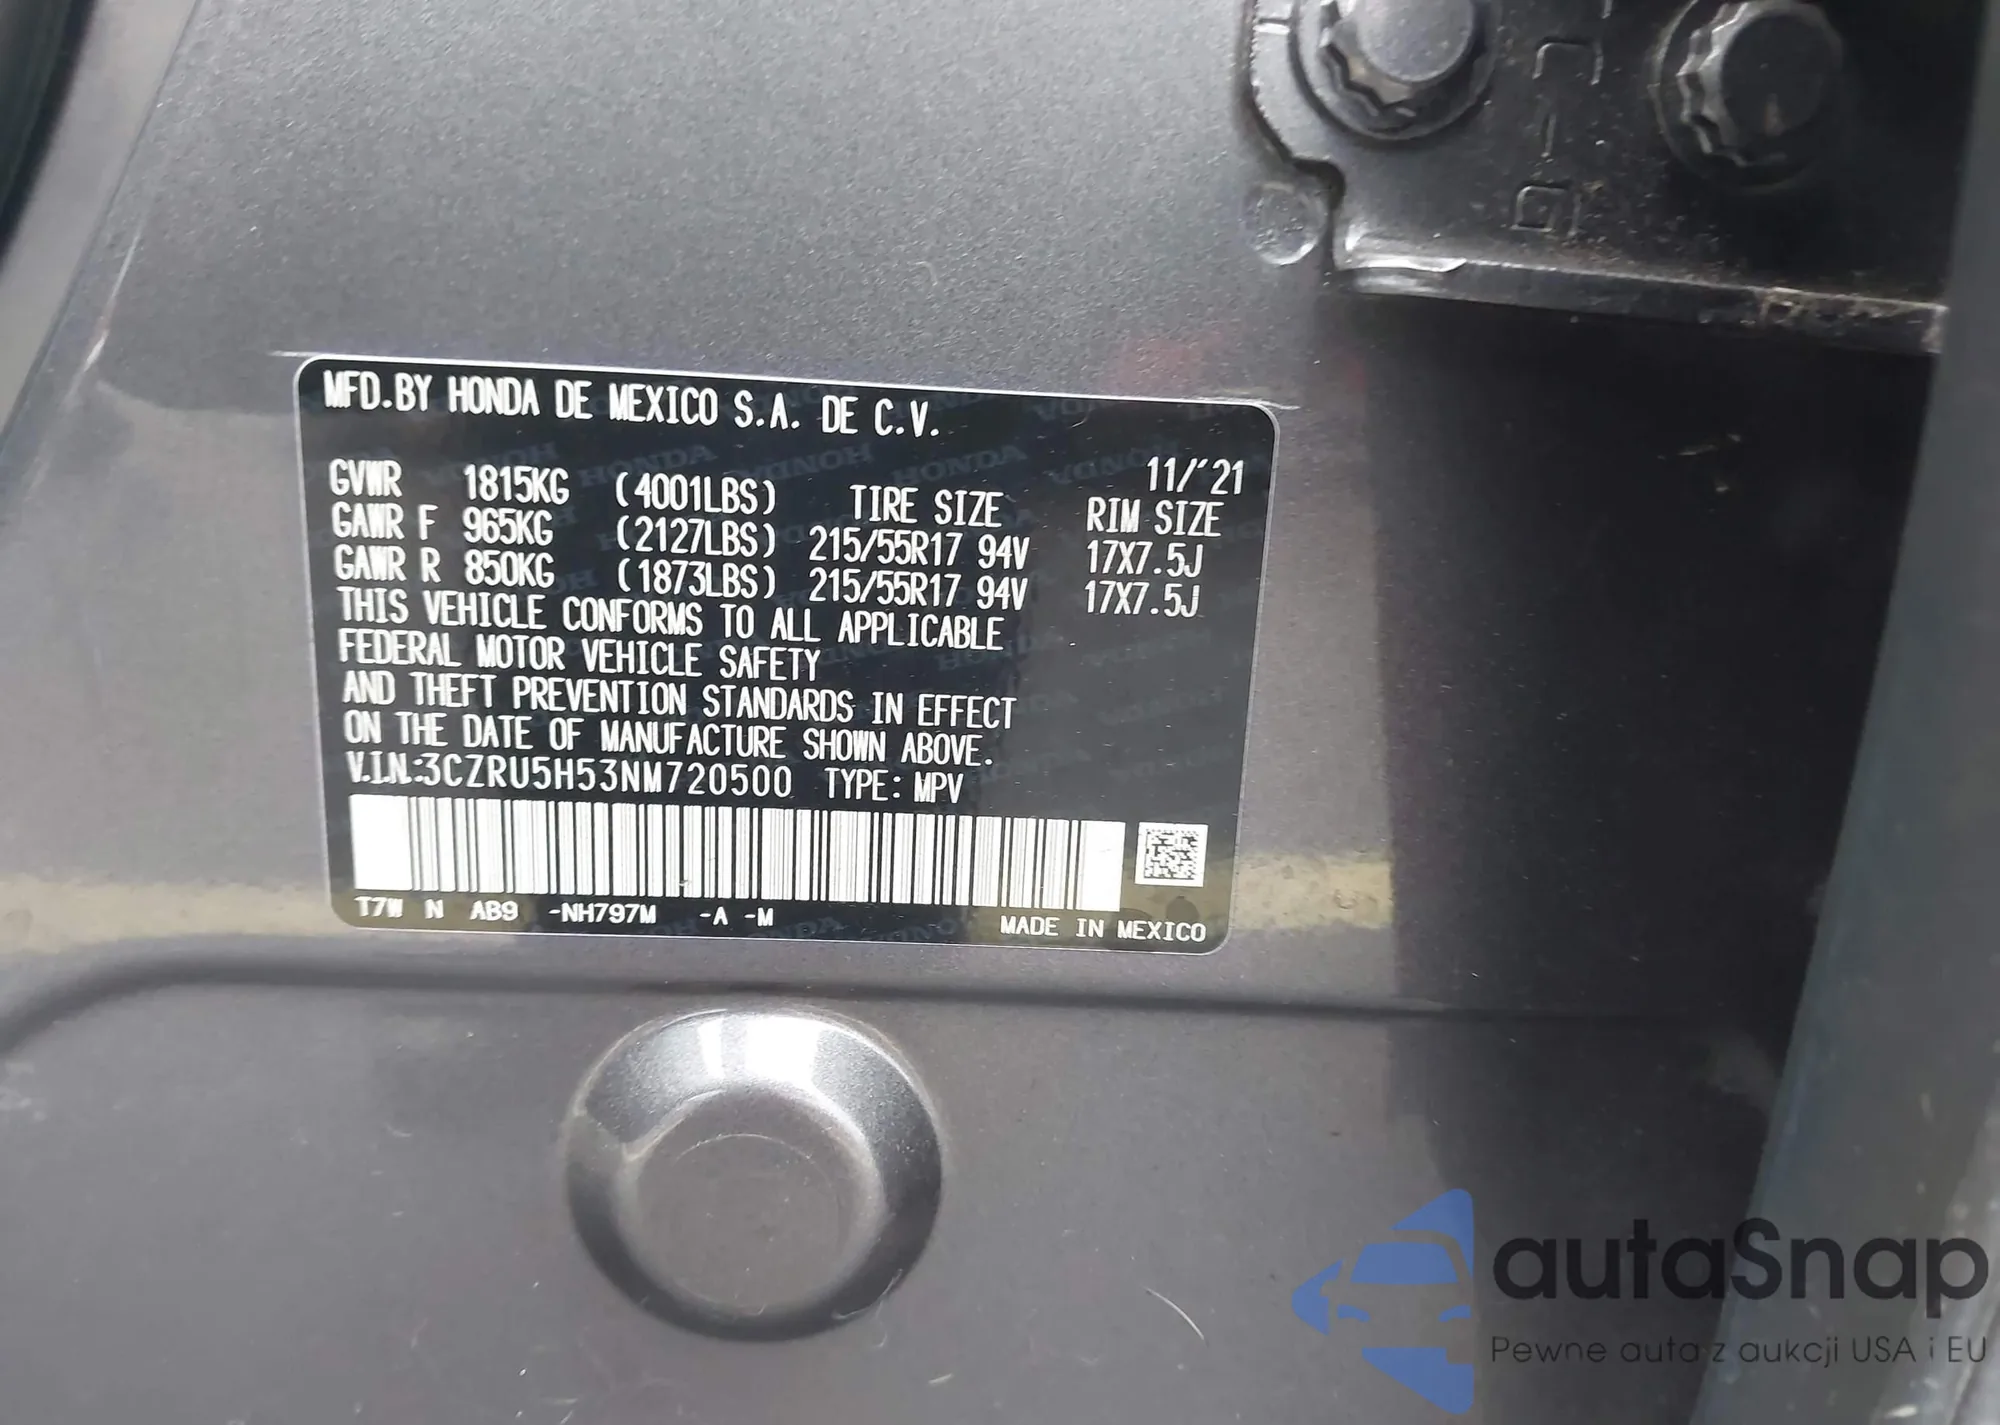 MFD.BY HONDA DE MEXICO S.A. DE C.V.
11/'21
GVWR 1815KG (4001LBS) TIRE SIZE RIM SIZE
GAWR F 965KG (2127LBS) 215/55R17 94V 17X7.5J
GAWR R 850KG (1873LBS) 215/55R17 94V 17X7.5J
THIS VEHICLE CONFORMS TO ALL APPLICABLE
FEDERAL MOTOR VEHICLE SAFETY
AND THEFT PREVENTION STANDARDS IN EFFECT
ON THE DATE OF MANUFACTURE SHOWN ABOVE.
V.I.N.:3CZRU5H53NM720500 TYPE: MPV
T7W N AB9 -NH797M -A -M
MADE IN MEXICO
autaSnap
Pewne auta z aukcji USA i EU